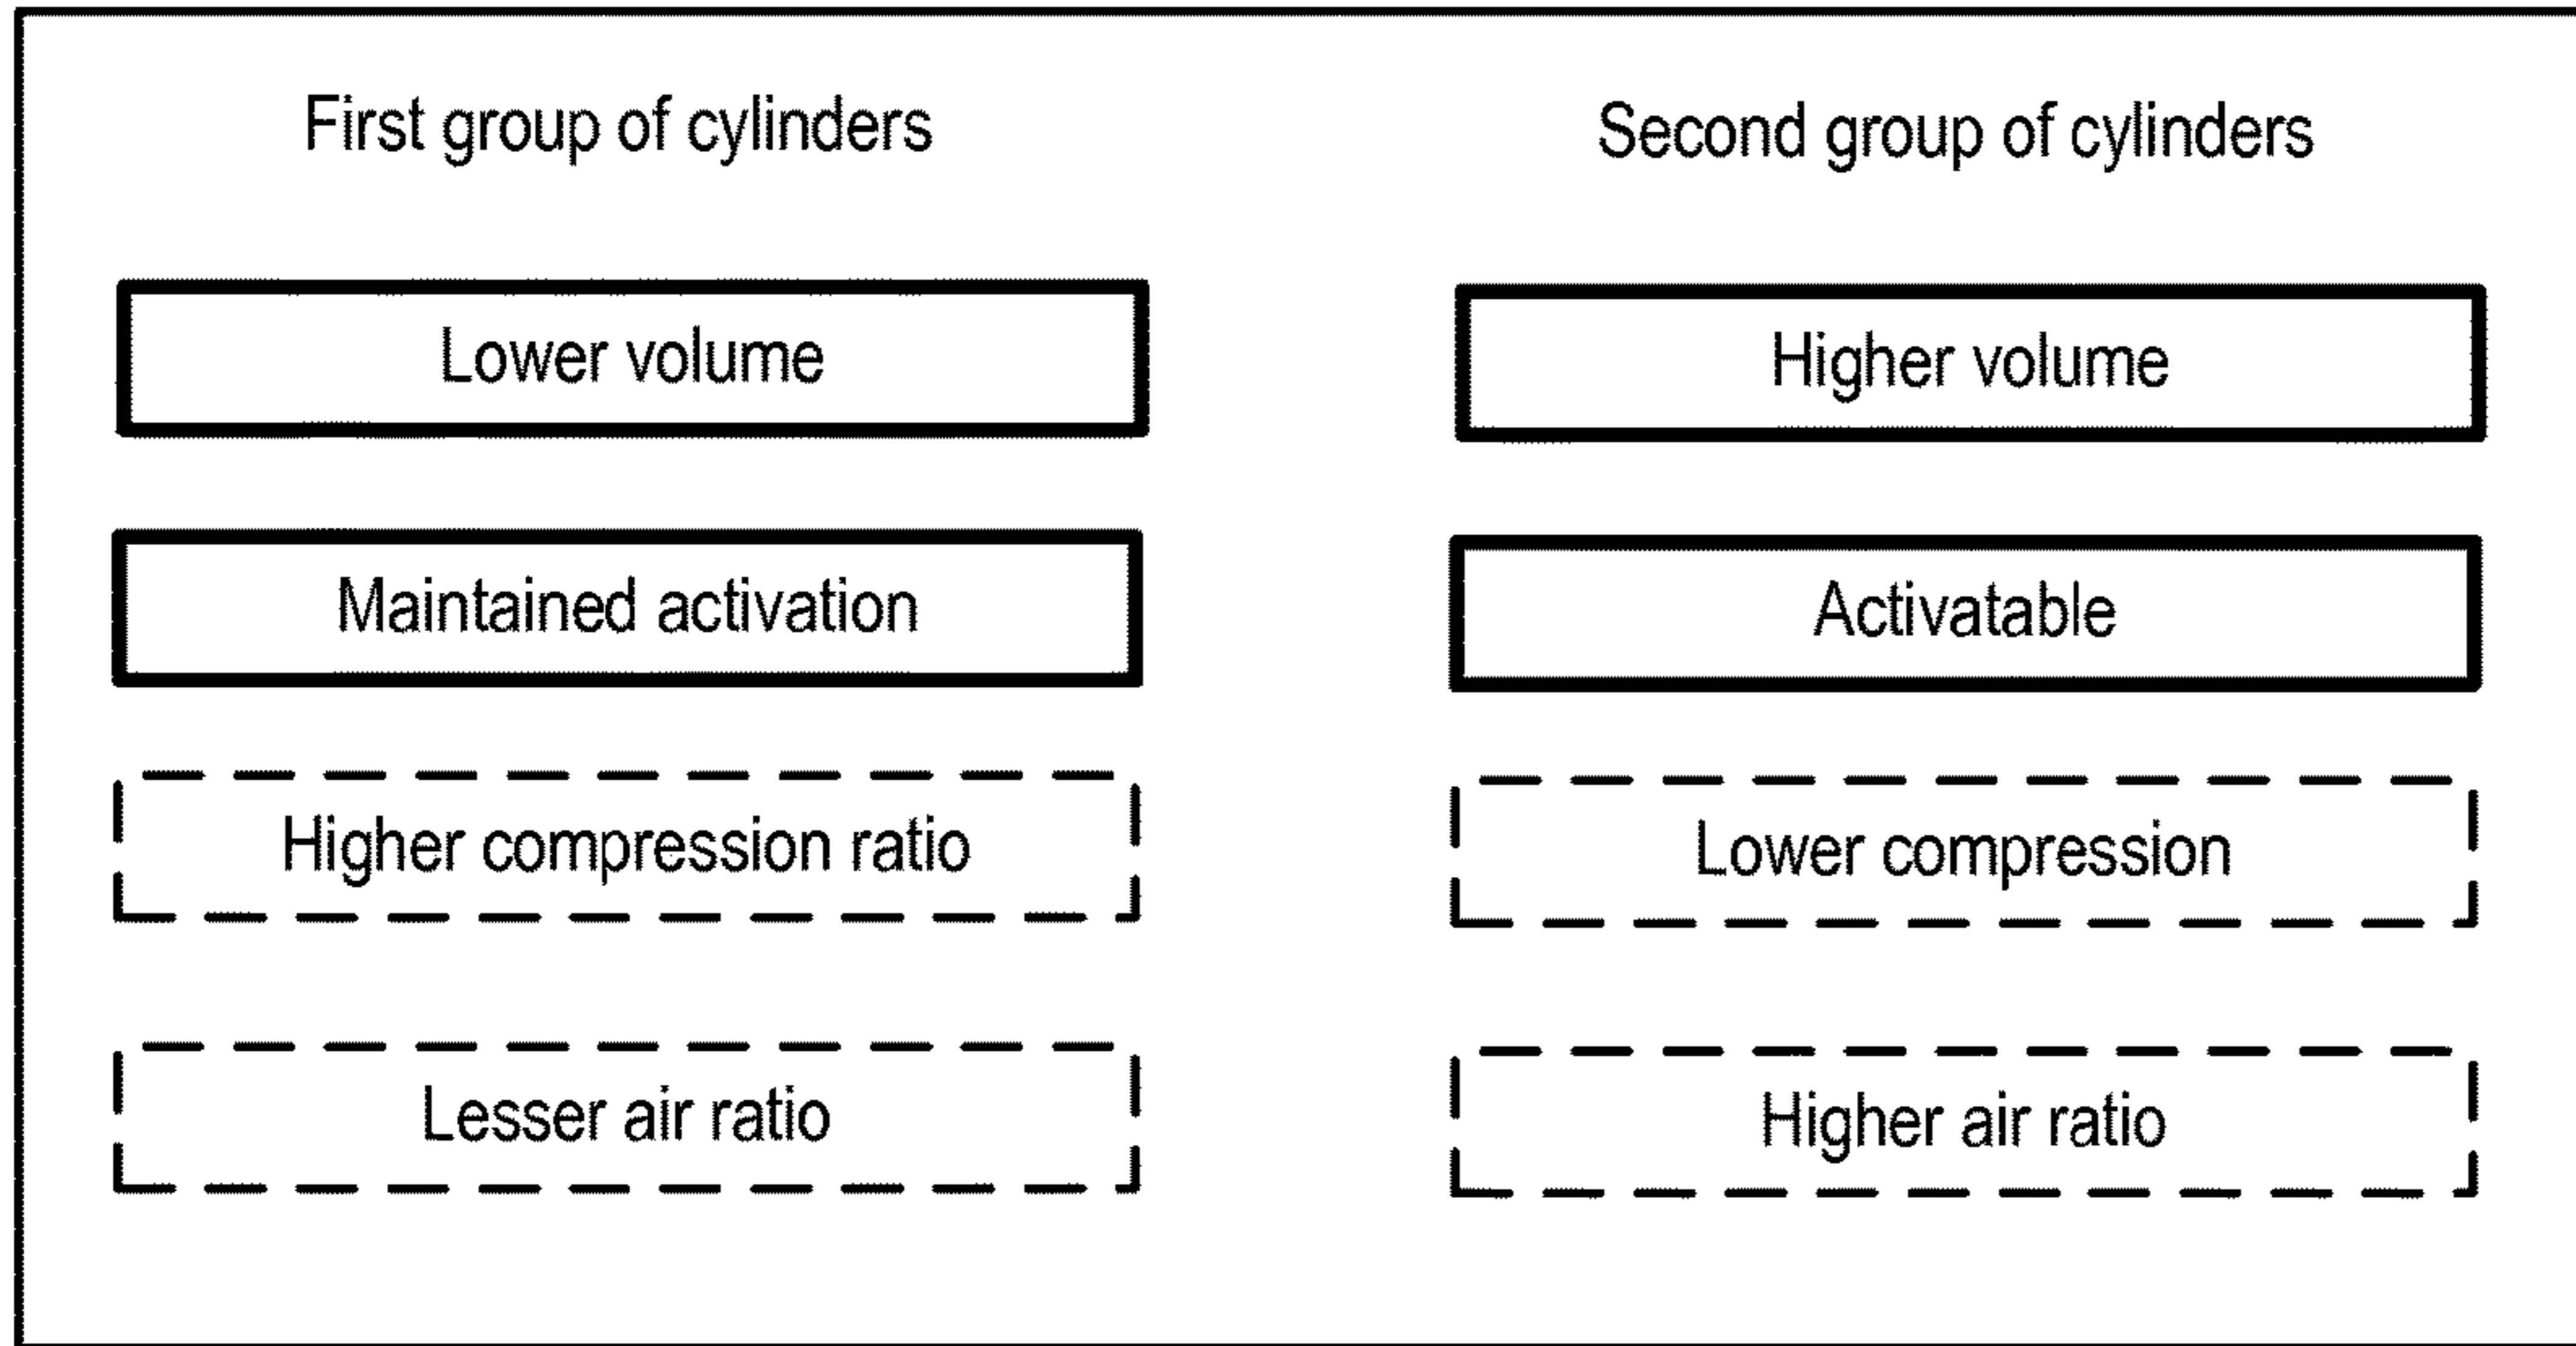 First group of cylinders
Second group of cylinders
Lower volume
Higher volume
Maintained activation
Activatable
Higher compression ratio
Lower compression
Lesser air ratio
Higher air ratio